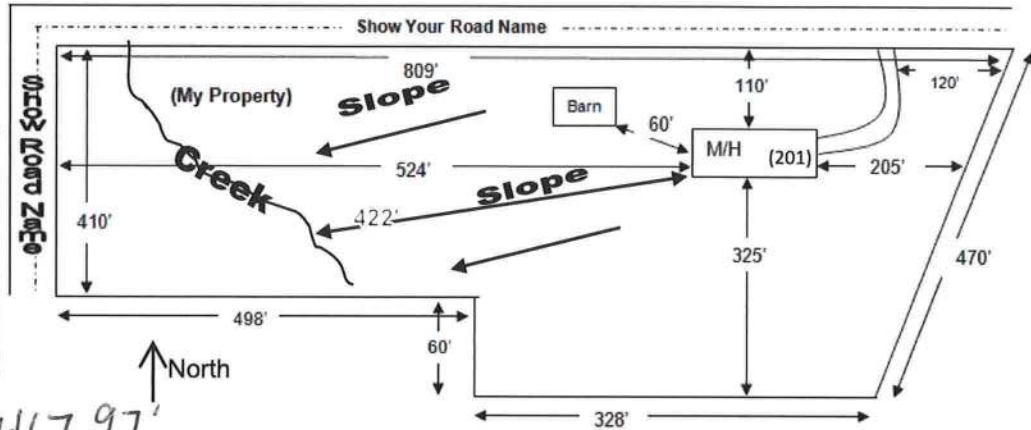 Show Your Road Name
809'
110'
120'
(My Property)
Slope
Barn
60'
M/H
(201)
Show Road Name
Creek
524'
205'
Slope
410'
422'
325'
470'
498'
60'
North
328'